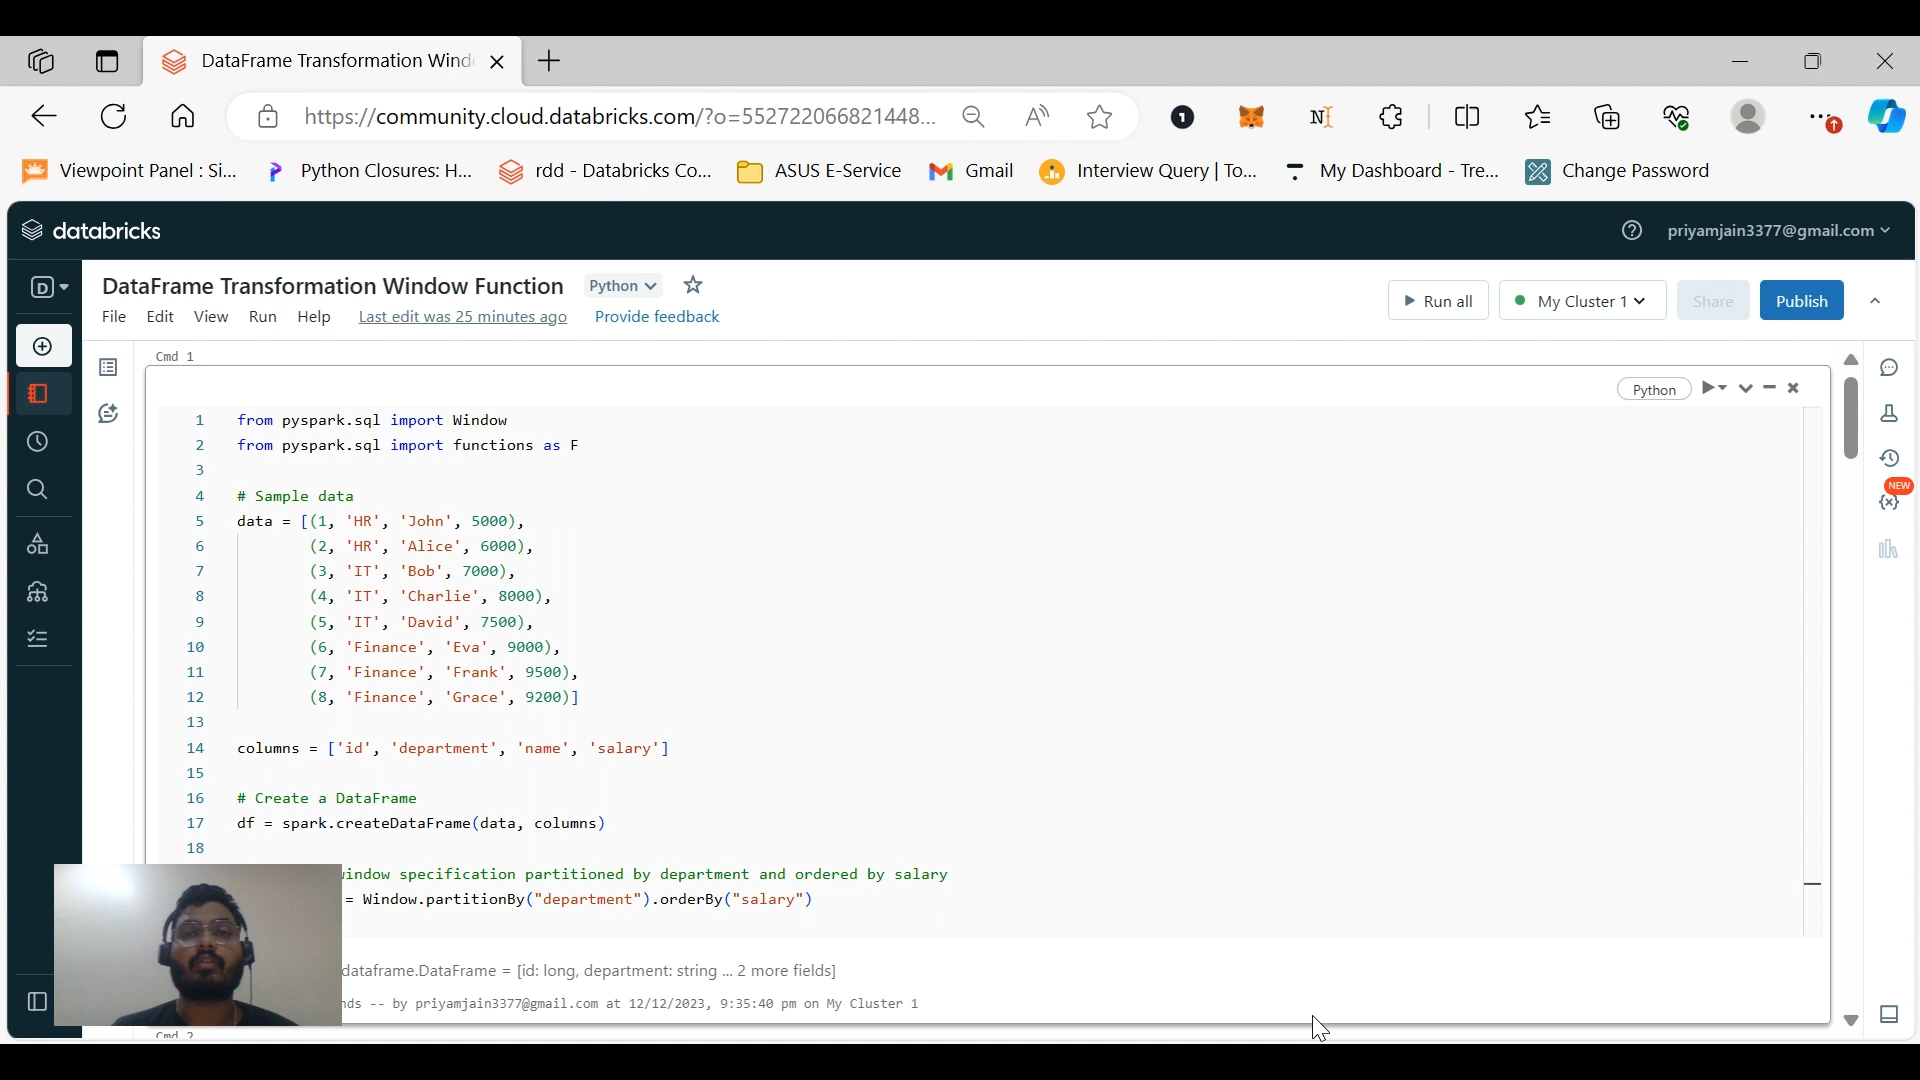 DataFrame Transformation Wind
https://community.cloud.databricks.com/?o=552722066821448...
Viewpoint Panel : Si...
Python Closures: H...
rdd - Databricks Co...
ASUS E-Service
Gmail
Interview Query | To...
My Dashboard - Tre...
Change Password
databricks
priyamjain3377@gmail.com
D
DataFrame Transformation Window Function
Python
File Edit View Run Help
Last edit was 25 minutes ago
Provide feedback
Run all
My Cluster 1
Share
Publish
Cmd 1
Python
NEW
1 from pyspark.sql import Window
2 from pyspark.sql import functions as F
3
4 # Sample data
5 data = [(1, 'HR', 'John', 5000),
6 (2, 'HR', 'Alice', 6000),
7 (3, 'IT', 'Bob', 7000),
8 (4, 'IT', 'Charlie', 8000),
9 (5, 'IT', 'David', 7500),
10 (6, 'Finance', 'Eva', 9000),
11 (7, 'Finance', 'Frank', 9500),
12 (8, 'Finance', 'Grace', 9200)]
13
14 columns = ['id', 'department', 'name', 'salary']
15
16 # Create a DataFrame
17 df = spark.createDataFrame(data, columns)
18
window specification partitioned by department and ordered by salary
= Window.partitionBy("department").orderBy("salary")
dataframe.DataFrame = [id: long, department: string ... 2 more fields]
nds -- by priyamjain3377@gmail.com at 12/12/2023, 9:35:40 pm on My Cluster 1
Cmd 2